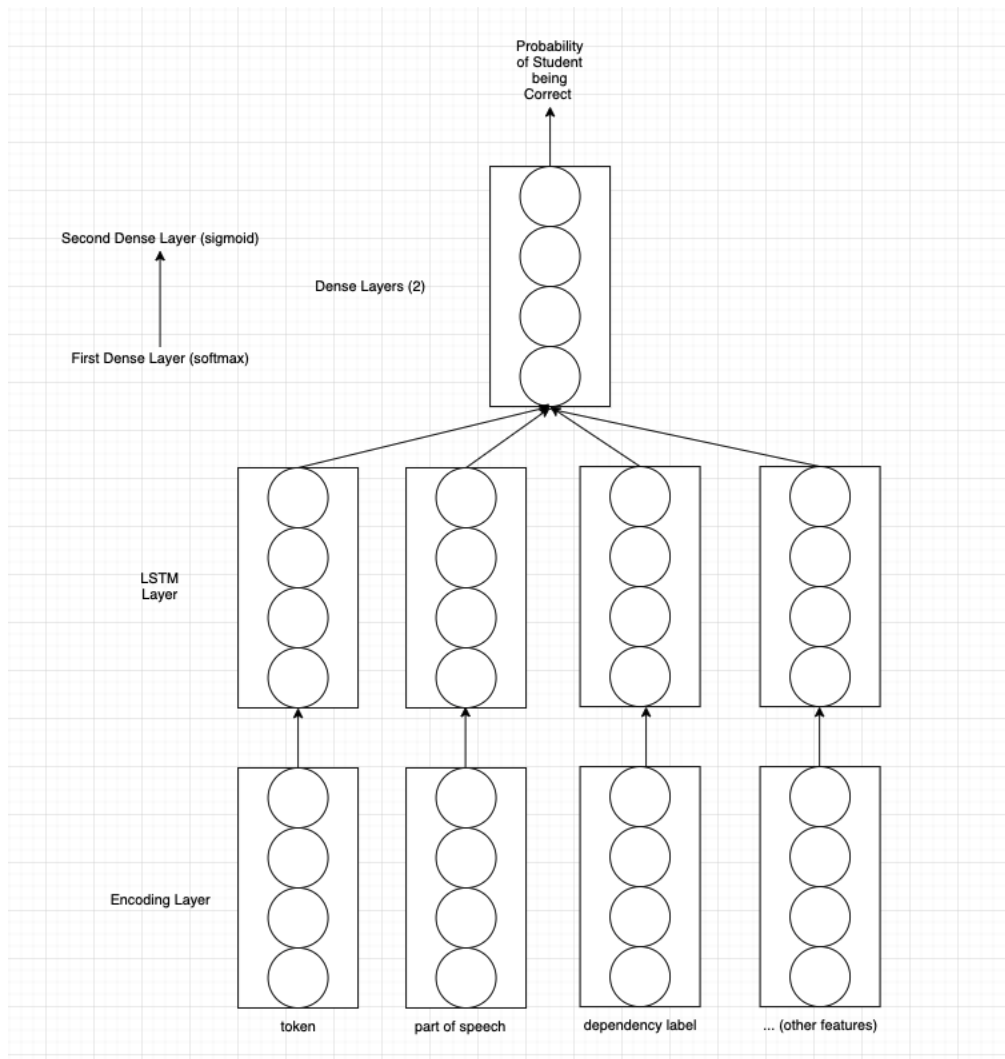 Probability
of Student
being
Correct
Second Dense Layer (sigmoid)
Dense Layers (2)
First Dense Layer (softmax)
LSTM
Layer
Encoding Layer
token
part of speech
dependency label
... (other features)